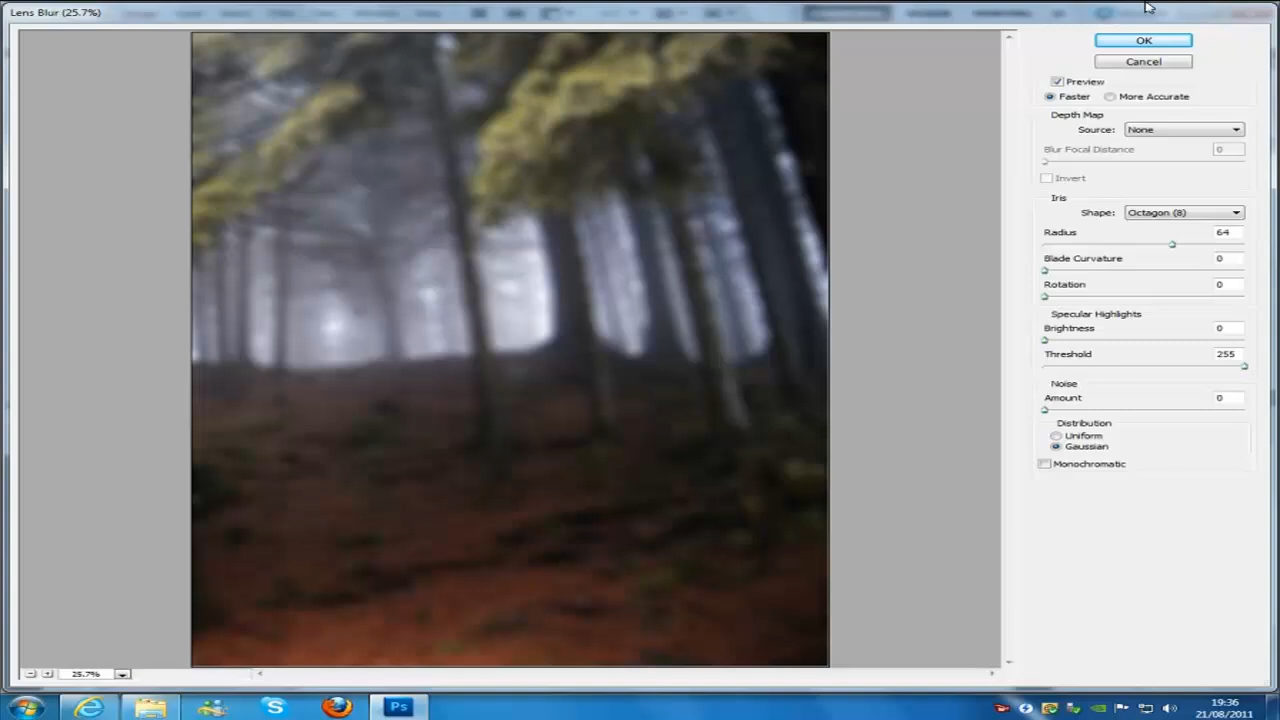 Lens Blur (25.7%)
OK
Cancel
Preview
Faster
More Accurate
Depth Map
Source: None
Blur Focal Distance 0
Invert
Iris
Shape: Octagon (8)
Radius 64
Blade Curvature 0
Rotation 0
Specular Highlights
Brightness 0
Threshold 255
Noise
Amount 0
Distribution
Uniform
Gaussian
Monochromatic
25.7%
Ps
19:36
21/08/2011